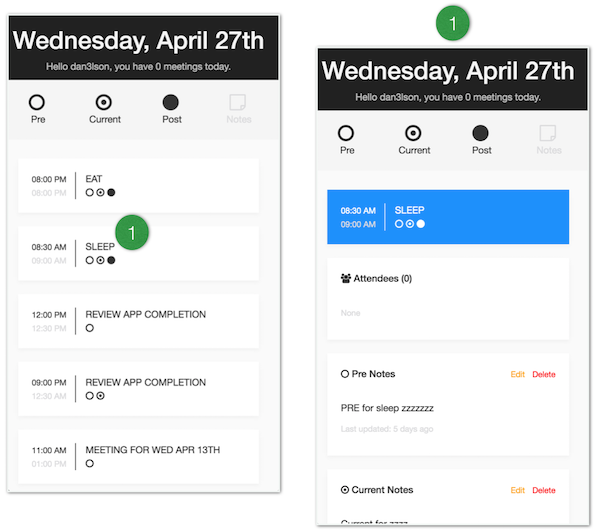 Wednesday, April 27th
Hello dan3lson, you have 0 meetings today.
Pre Current Post Notes
08:00 PM EAT
08:00 PM
08:30 AM SLEEP
09:00 AM
1
12:00 PM REVIEW APP COMPLETION
12:30 PM
09:00 PM REVIEW APP COMPLETION
12:30 AM
11:00 AM MEETING FOR WED APR 13TH
01:00 PM
1
Wednesday, April 27th
Hello dan3lson, you have 0 meetings today.
Pre Current Post Notes
08:30 AM SLEEP
09:00 AM
Attendees (0)
None
Pre Notes Edit Delete
PRE for sleep zzzzzzz
Last updated: 5 days ago
Current Notes Edit Delete
Current for zzzz